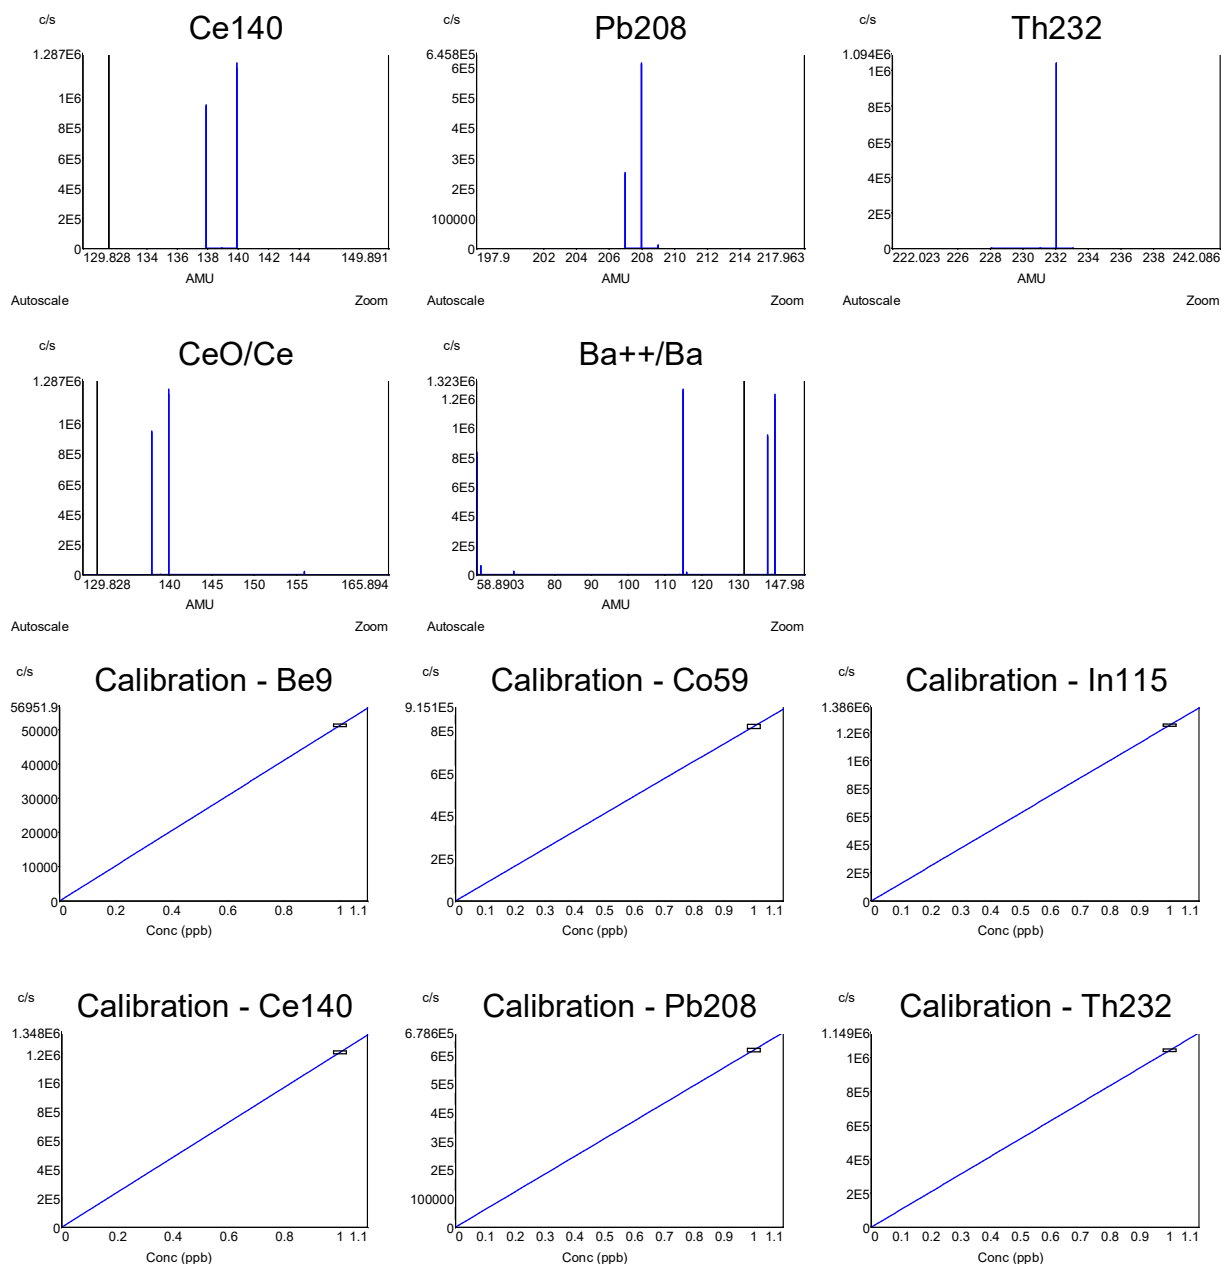 c/s
Ce140
1.287E6
1E6
8E5
6E5
4E5
2E5
0
129.828 134 136 138 140 142 144 149.891
AMU
Autoscale Zoom
c/s
Pb208
6.458E5
6E5
5E5
4E5
3E5
2E5
100000
0
197.9 202 204 206 208 210 212 214 217.963
AMU
Autoscale Zoom
c/s
Th232
1.094E6
1E6
8E5
6E5
4E5
2E5
0
222.023 226 228 230 232 234 236 238 242.086
AMU
Autoscale Zoom
c/s
CeO/Ce
1.287E6
1E6
8E5
6E5
4E5
2E5
0
129.828 140 145 150 155 165.894
AMU
Autoscale Zoom
c/s
Ba++/Ba
1.323E6
1.2E6
1E6
8E5
6E5
4E5
2E5
0
58.8903 80 90 100 110 120 130 147.98
AMU
Autoscale Zoom
c/s
Calibration - Be9
56951.9
50000
40000
30000
20000
10000
0
0 0.2 0.4 0.6 0.8 1 1.1
Conc (ppb)
c/s
Calibration - Co59
9.151E5
8E5
6E5
4E5
2E5
0
0 0.1 0.2 0.3 0.4 0.5 0.6 0.7 0.8 0.9 1 1.1
Conc (ppb)
c/s
Calibration - In115
1.386E6
1.2E6
1E6
8E5
6E5
4E5
2E5
0
0 0.1 0.2 0.3 0.4 0.5 0.6 0.7 0.8 0.9 1 1.1
Conc (ppb)
c/s
Calibration - Ce140
1.348E6
1.2E6
1E6
8E5
6E5
4E5
2E5
0
0 0.2 0.4 0.6 0.8 1 1.1
Conc (ppb)
c/s
Calibration - Pb208
6.786E5
6E5
5E5
4E5
3E5
2E5
100000
0
0 0.1 0.2 0.3 0.4 0.5 0.6 0.7 0.8 0.9 1 1.1
Conc (ppb)
c/s
Calibration - Th232
1.149E6
1E6
8E5
6E5
4E5
2E5
0
0 0.1 0.2 0.3 0.4 0.5 0.6 0.7 0.8 0.9 1 1.1
Conc (ppb)